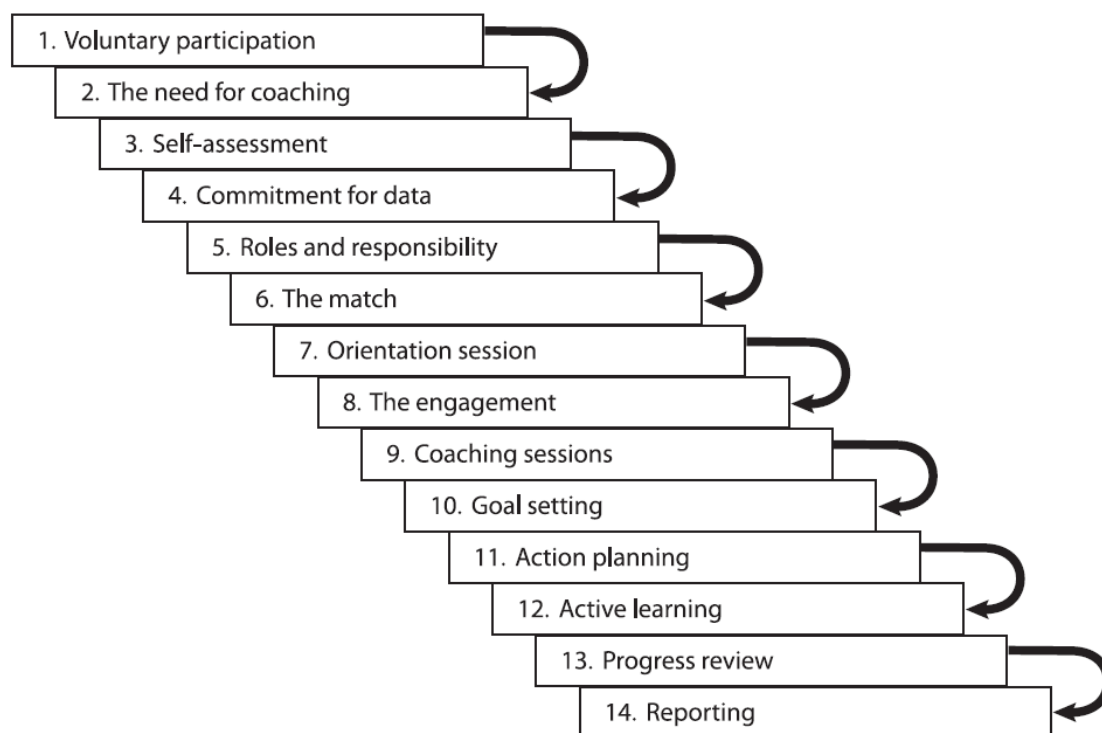 1. Voluntary participation
2. The need for coaching
3. Self-assessment
4. Commitment for data
5. Roles and responsibility
6. The match
7. Orientation session
8. The engagement
9. Coaching sessions
10. Goal setting
11. Action planning
12. Active learning
13. Progress review
14. Reporting